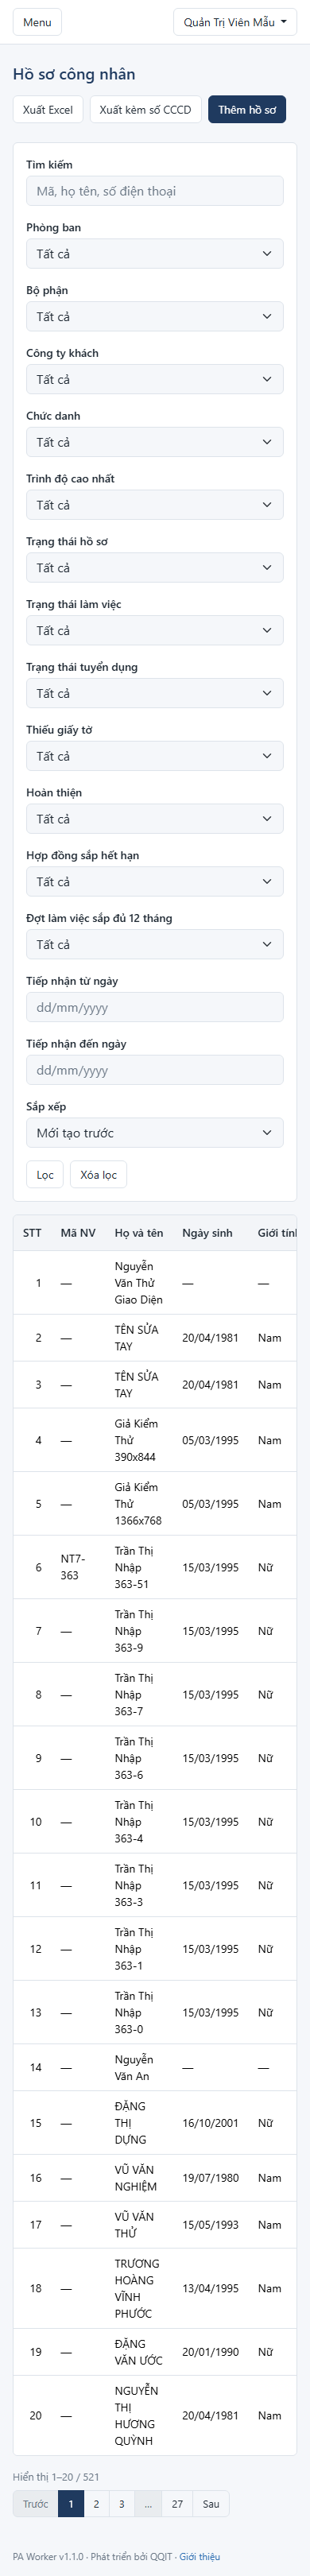 Menu
Quản Trị Viên Mẫu
Hồ sơ công nhân
Xuất Excel
Xuất kèm số CCCD
Thêm hồ sơ
Tìm kiếm
Mã, họ tên, số điện thoại
Phòng ban
Tất cả
Bộ phận
Tất cả
Công ty khách
Tất cả
Chức danh
Tất cả
Trình độ cao nhất
Tất cả
Trạng thái hồ sơ
Tất cả
Trạng thái làm việc
Tất cả
Trạng thái tuyển dụng
Tất cả
Thiếu giấy tờ
Tất cả
Hoàn thiện
Tất cả
Hợp đồng sắp hết hạn
Tất cả
Đợt làm việc sắp đủ 12 tháng
Tất cả
Tiếp nhận từ ngày
dd/mm/yyyy
Tiếp nhận đến ngày
dd/mm/yyyy
Sắp xếp
Mới tạo trước
Lọc
Xóa lọc
STT Mã NV Họ và tên Ngày sinh Giới tính
1 — Nguyễn Văn Thử Giao Diện — —
2 — TÊN SỬA TAY 20/04/1981 Nam
3 — TÊN SỬA TAY 20/04/1981 Nam
4 — Giả Kiểm Thử 390x844 05/03/1995 Nam
5 — Giả Kiểm Thử 1366x768 05/03/1995 Nam
6 NT7-363 Trần Thị Nhập 363-51 15/03/1995 Nữ
7 — Trần Thị Nhập 363-9 15/03/1995 Nữ
8 — Trần Thị Nhập 363-7 15/03/1995 Nữ
9 — Trần Thị Nhập 363-6 15/03/1995 Nữ
10 — Trần Thị Nhập 363-4 15/03/1995 Nữ
11 — Trần Thị Nhập 363-3 15/03/1995 Nữ
12 — Trần Thị Nhập 363-1 15/03/1995 Nữ
13 — Trần Thị Nhập 363-0 15/03/1995 Nữ
14 — Nguyễn Văn An — —
15 — ĐẶNG THỊ DỰNG 16/10/2001 Nữ
16 — VŨ VĂN NGHIỆM 19/07/1980 Nam
17 — VŨ VĂN THỬ 15/05/1993 Nam
18 — TRƯƠNG HOÀNG VĨNH PHƯỚC 13/04/1995 Nam
19 — ĐẶNG VĂN ƯỚC 20/01/1990 Nữ
20 — NGUYỄN THỊ HƯƠNG QUỲNH 20/04/1981 Nam
Hiển thị 1–20 / 521
Trước 1 2 3 … 27 Sau
PA Worker v1.1.0 · Phát triển bởi QQIT · Giới thiệu